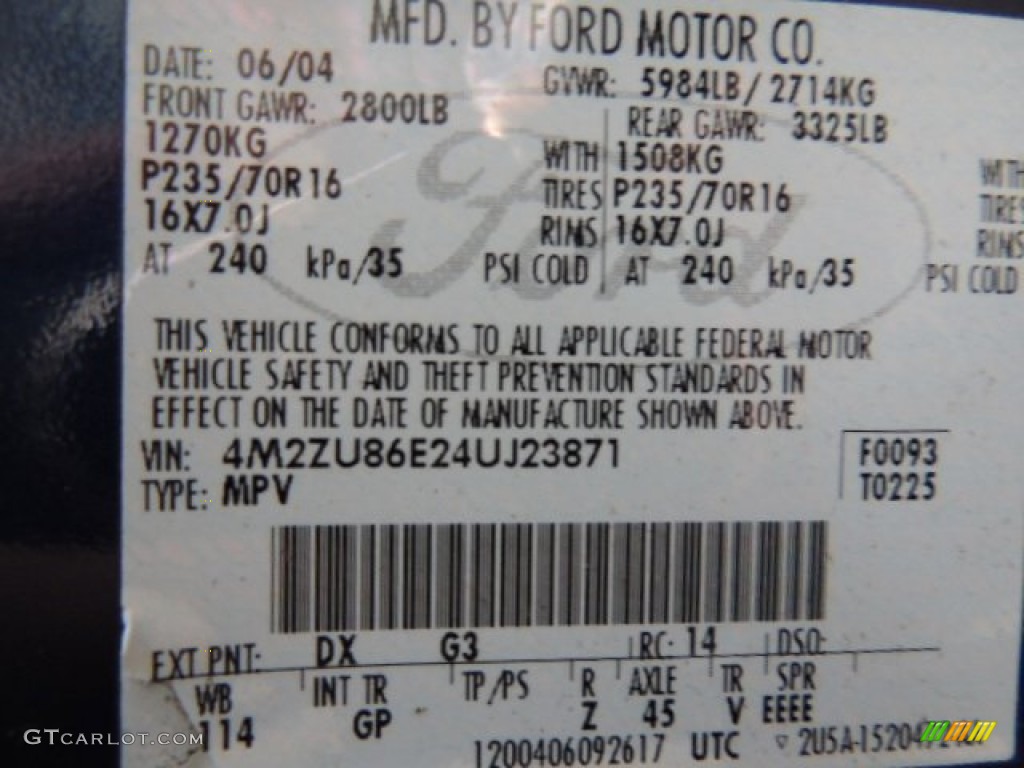 MFD. BY FORD MOTOR CO.
DATE: 06/04 GVWR: 5984LB / 2714KG
FRONT GAWR: 2800LB REAR GAWR: 3325LB
1270KG WITH 1508KG WITH
P235/70R16 TIRES P235/70R16 TIRES
16X7.0J RIMS 16X7.0J RIMS
AT 240 kPa/35 PSI COLD AT 240 kPa/35 PSI COLD
Ford
THIS VEHICLE CONFORMS TO ALL APPLICABLE FEDERAL MOTOR
VEHICLE SAFETY AND THEFT PREVENTION STANDARDS IN
EFFECT ON THE DATE OF MANUFACTURE SHOWN ABOVE.
VIN: 4M2ZU86E24UJ23871 F0093
TYPE: MPV T0225
EXT PNT: DX G3 RC: 14 DSO:
WB INT TR TP/PS R AXLE TR SPR
114 GP Z 45 V EEEE
1200406092617 UTC
GTCarLot.com